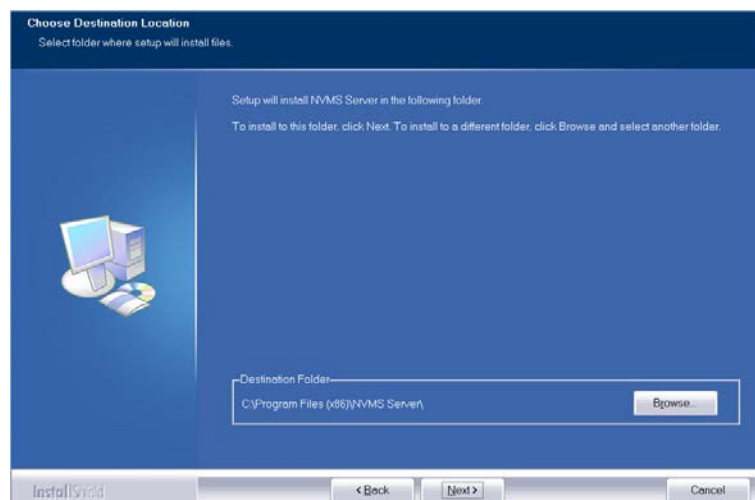 Choose Destination Location
Select folder where setup will install files.
Setup will install NVMS Server in the following folder.
To install to this folder, click Next. To install to a different folder, click Browse and select another folder.
Destination Folder
C:\Program Files (x86)\NVMS Server\
Browse...
InstallShield
< Back
Next >
Cancel